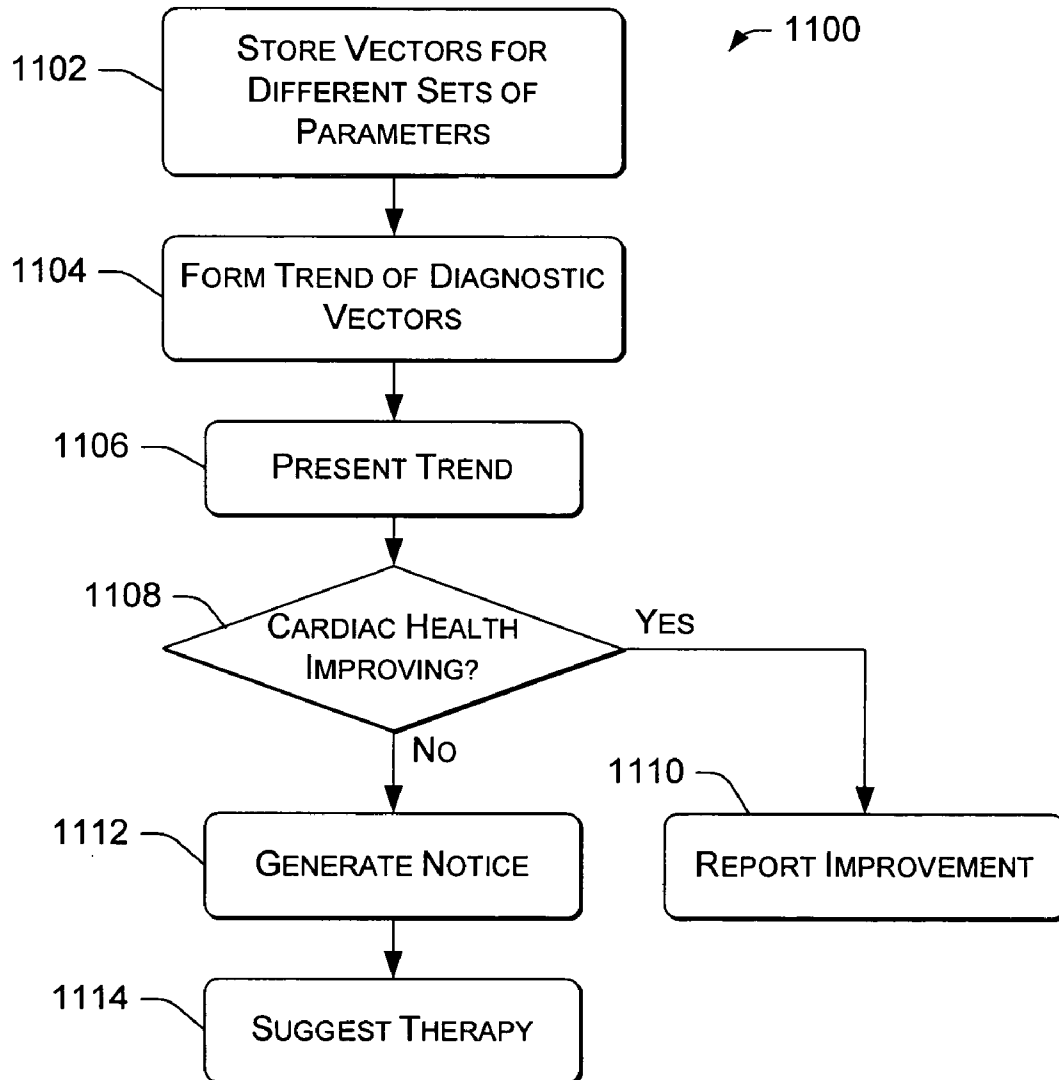 1100
1102
STORE VECTORS FOR
DIFFERENT SETS OF
PARAMETERS
1104
FORM TREND OF DIAGNOSTIC
VECTORS
1106
PRESENT TREND
1108
CARDIAC HEALTH
IMPROVING?
YES
NO
1110
REPORT IMPROVEMENT
1112
GENERATE NOTICE
1114
SUGGEST THERAPY